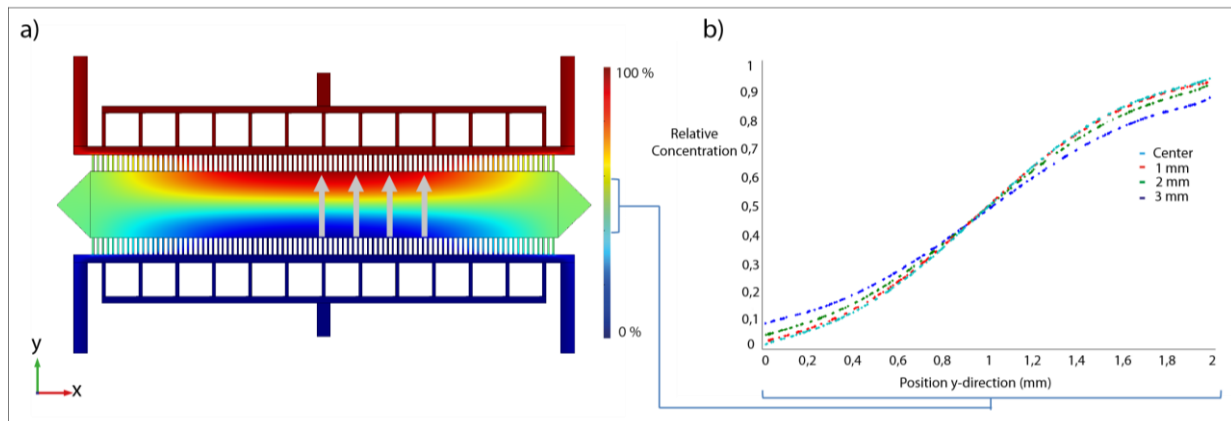 a)
100 %
0 %
y
x
b)
Relative
Concentration
1
0,9
0,8
0,7
0,6
0,5
0,4
0,3
0,2
0,1
0
0 0,2 0,4 0,6 0,8 1 1,2 1,4 1,6 1,8 2
Position y-direction (mm)
Center
1 mm
2 mm
3 mm